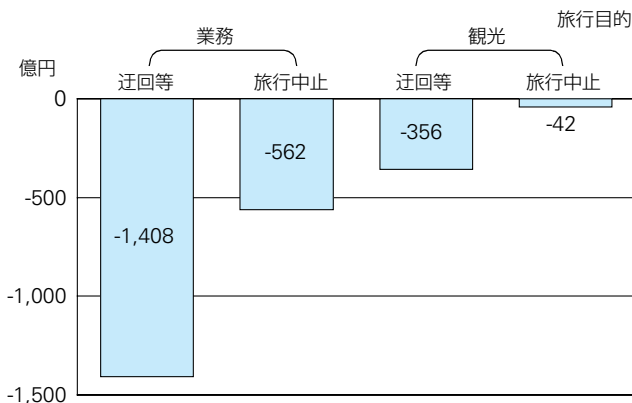 旅行目的
業務
観光
億円
迂回等
旅行中止
迂回等
旅行中止
0
-42
-356
-562
-500
-1,408
-1,000
-1,500